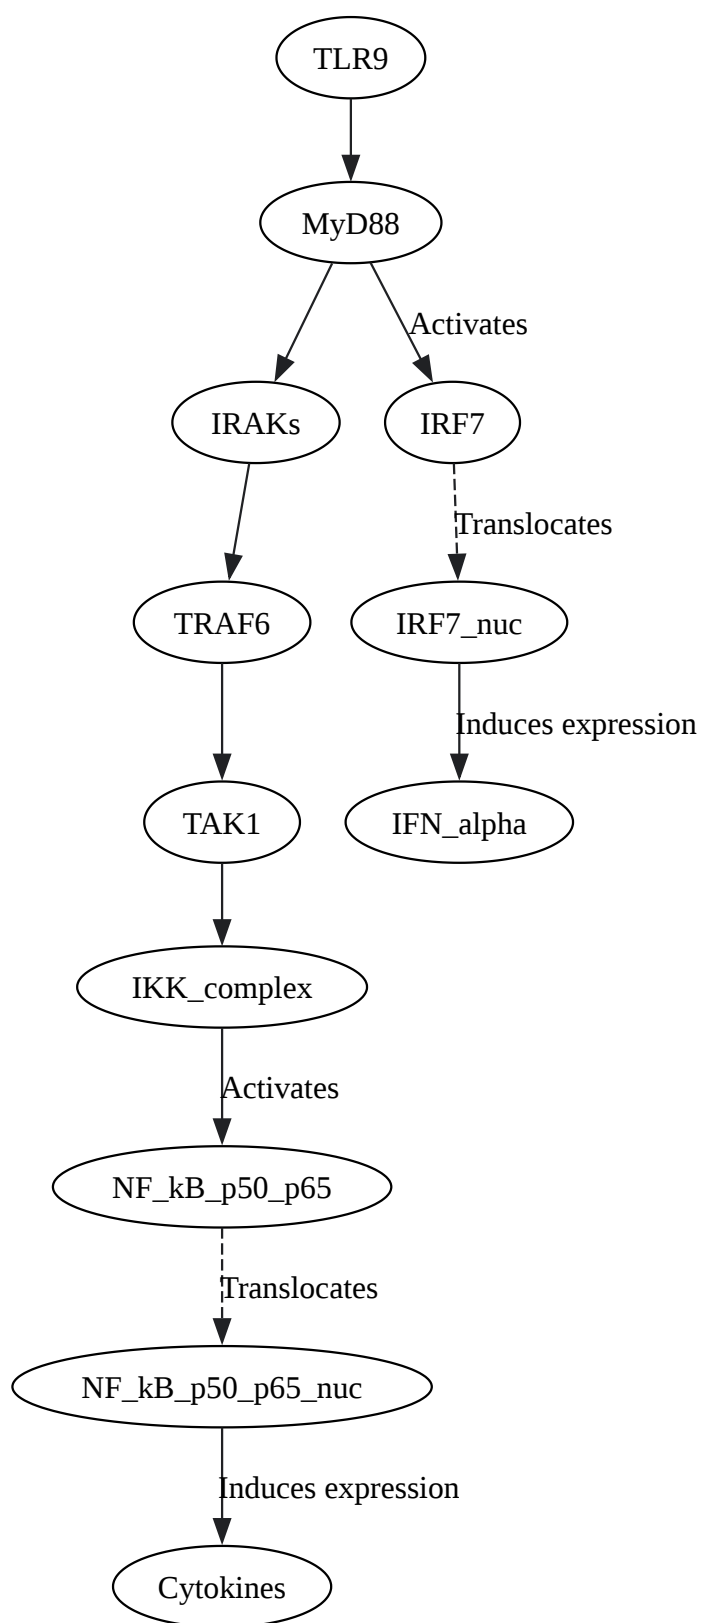 TLR9
MyD88
Activates
IRAKs
IRF7
Translocates
TRAF6
IRF7_nuc
Induces expression
TAK1
IFN_alpha
IKK_complex
Activates
NF_kB_p50_p65
Translocates
NF_kB_p50_p65_nuc
Induces expression
Cytokines